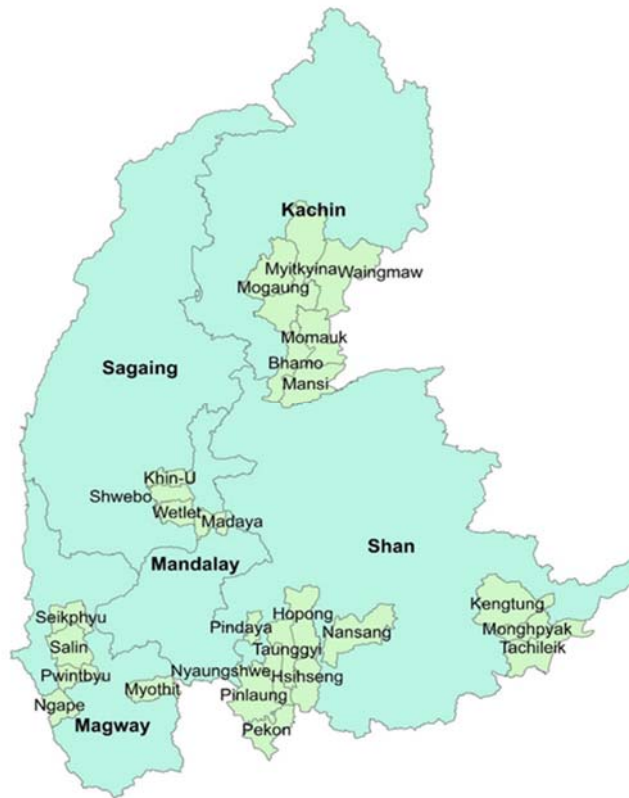 Kachin
Myitkyina
Waingmaw
Mogaung
Momauk
Bhamo
Mansi
Sagaing
Khin-U
Shwebo
Wetlet
Madaya
Mandalay
Shan
Kengtung
Monghpyak
Tachileik
Hopong
Pindaya
Nansang
Taunggyi
Nyaungshwe
Hsihseng
Pinlaung
Pekon
Seikphyu
Salin
Pwintbyu
Myothit
Ngape
Magway